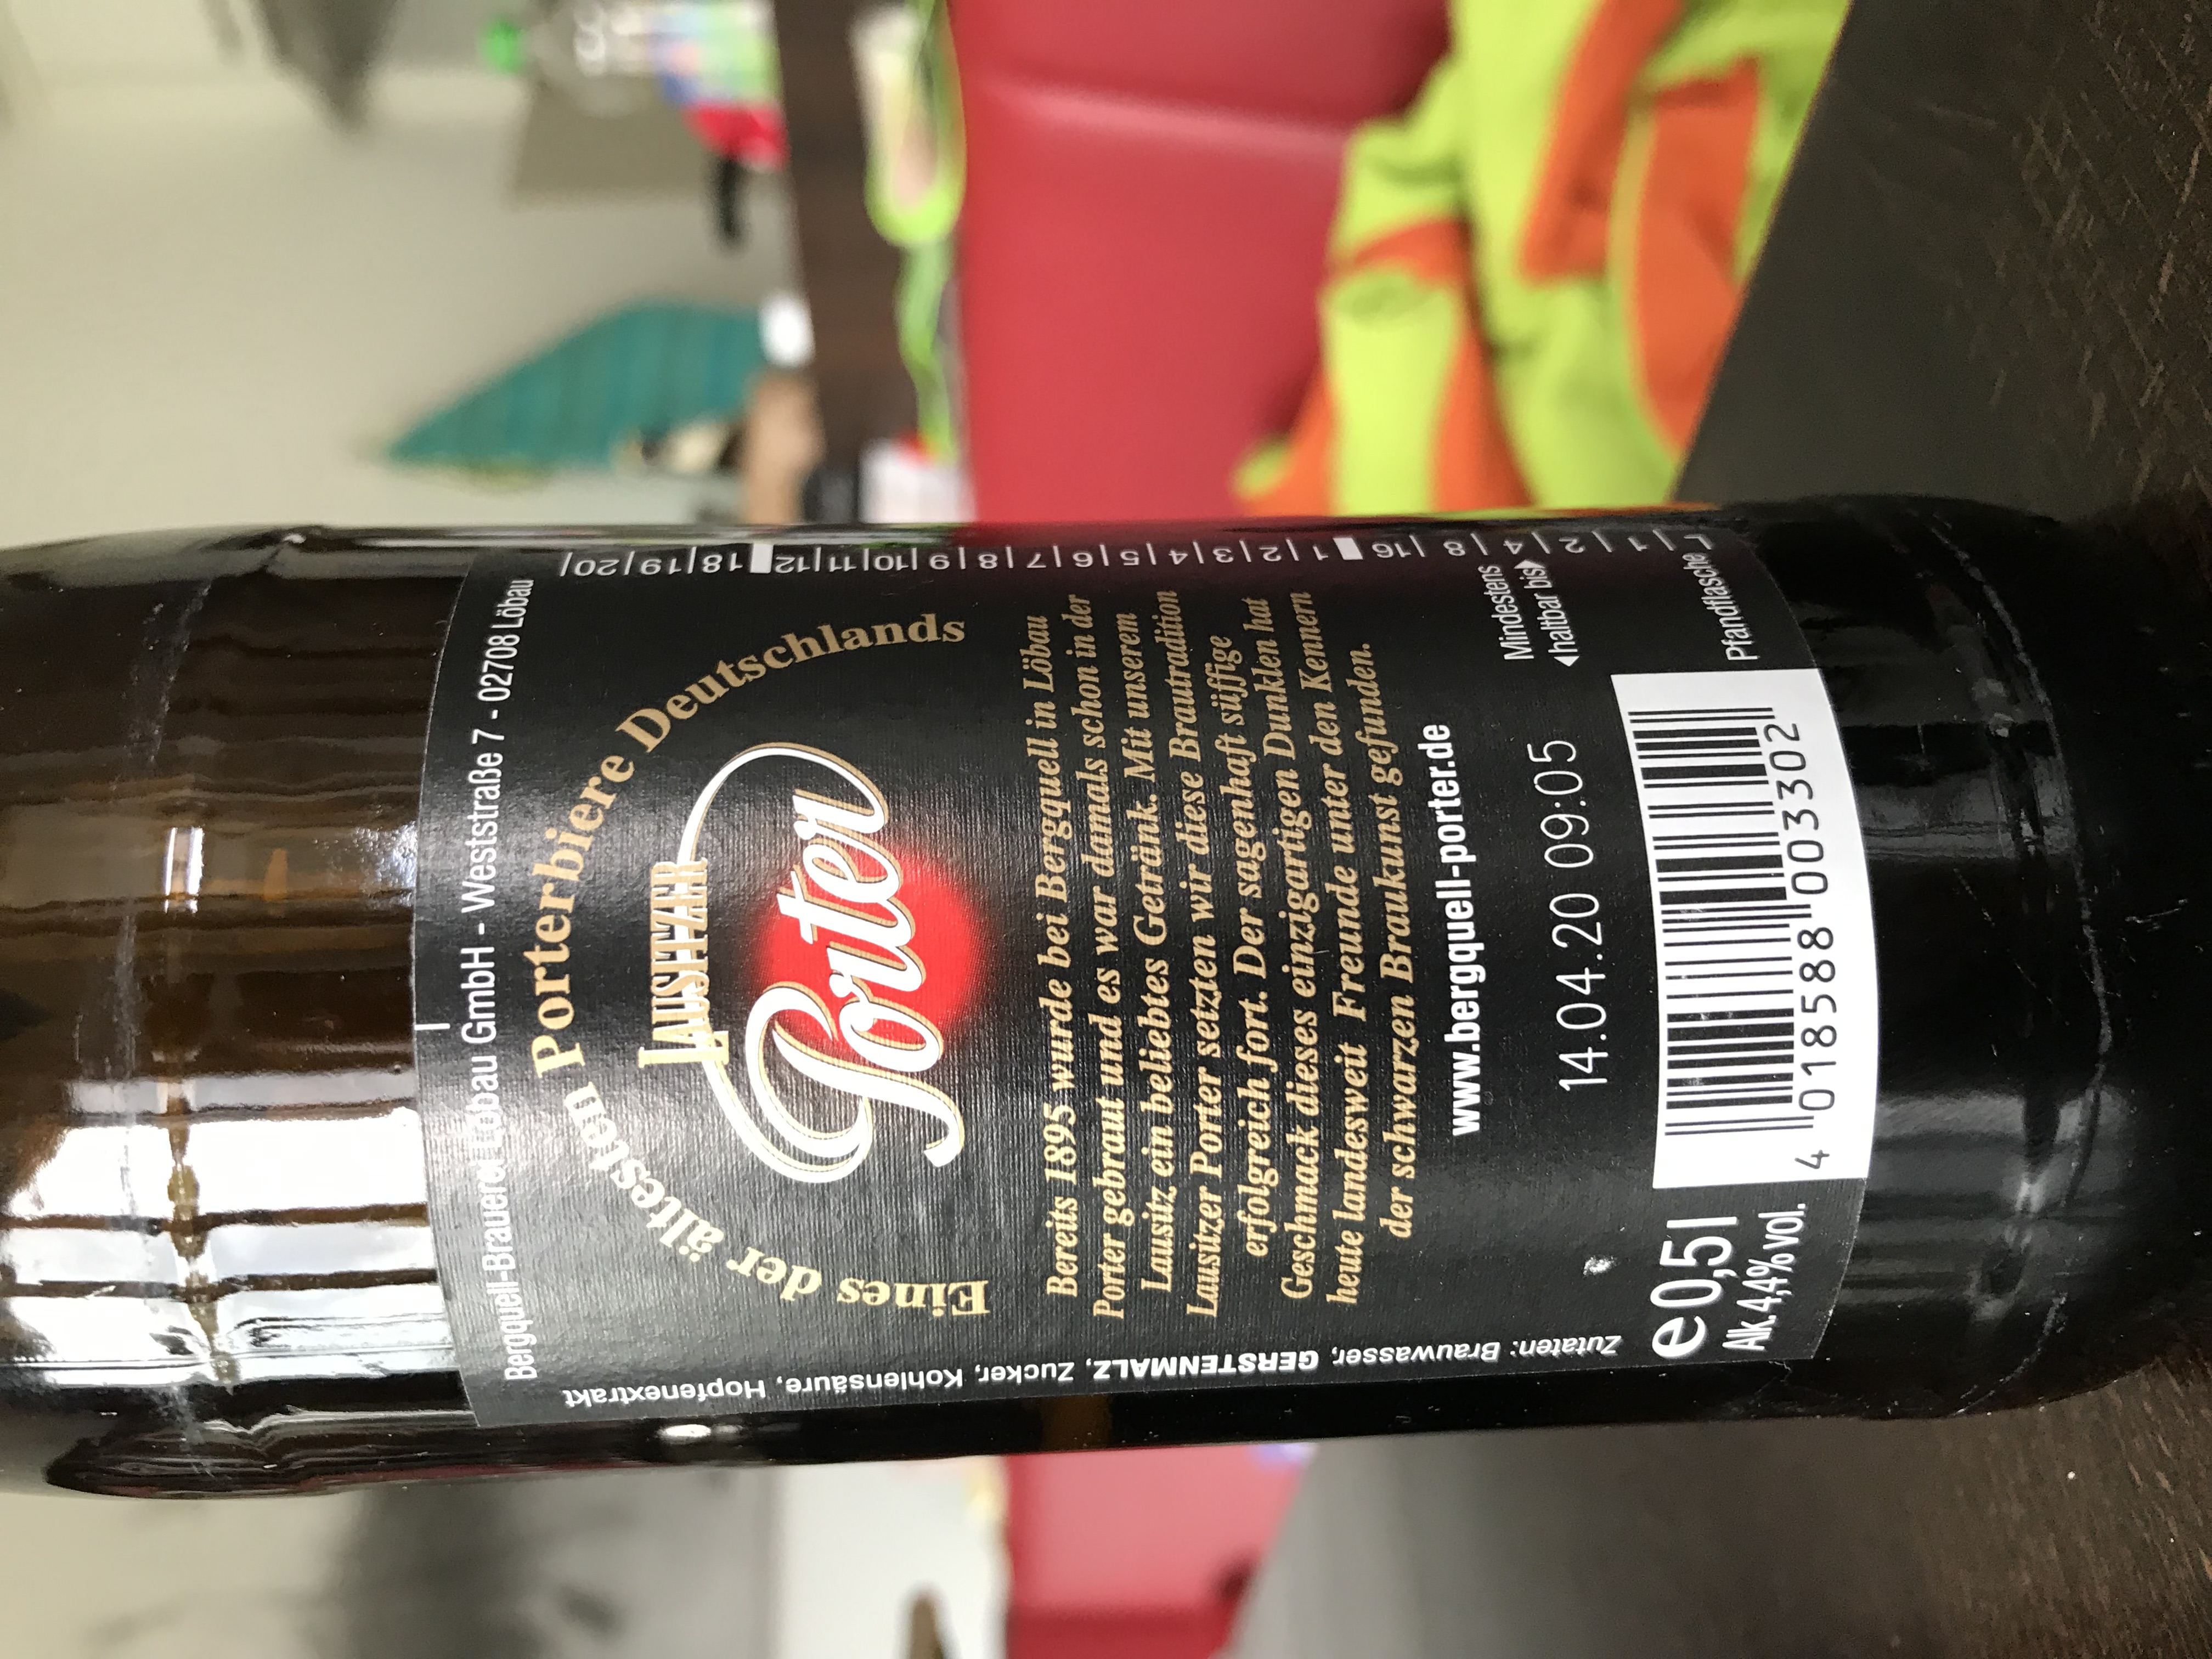 Bergquell-Brauerei Löbau GmbH - Weststraße 7 - 02708 Löbau
Eines der ältesten Porterbiere Deutschlands
LAUSITZER
Porter
Bereits 1895 wurde bei Bergquell in Löbau
Porter gebraut und es war damals schon in der
Lausitz ein beliebtes Getränk. Mit unserem
Lausitzer Porter setzten wir diese Brautradition
erfolgreich fort. Der sagenhaft süffige
Geschmack dieses einzigartigen Dunklen hat
heute landesweit Freunde unter den Kennern
der schwarzen Braukunst gefunden.
www.bergquell-porter.de
14.04.20 09:05
Mindestens
haltbar bis
Zutaten: Brauwasser, GERSTENMALZ, Zucker, Kohlensäure, Hopfenextrakt
e 0,5l
Alk. 4,4% vol.
4 018588 003302
Pfandflasche
L|1|2|4|8|16 1|2|3|4|5|6|7|8|9|10|11|12 18|19|20|